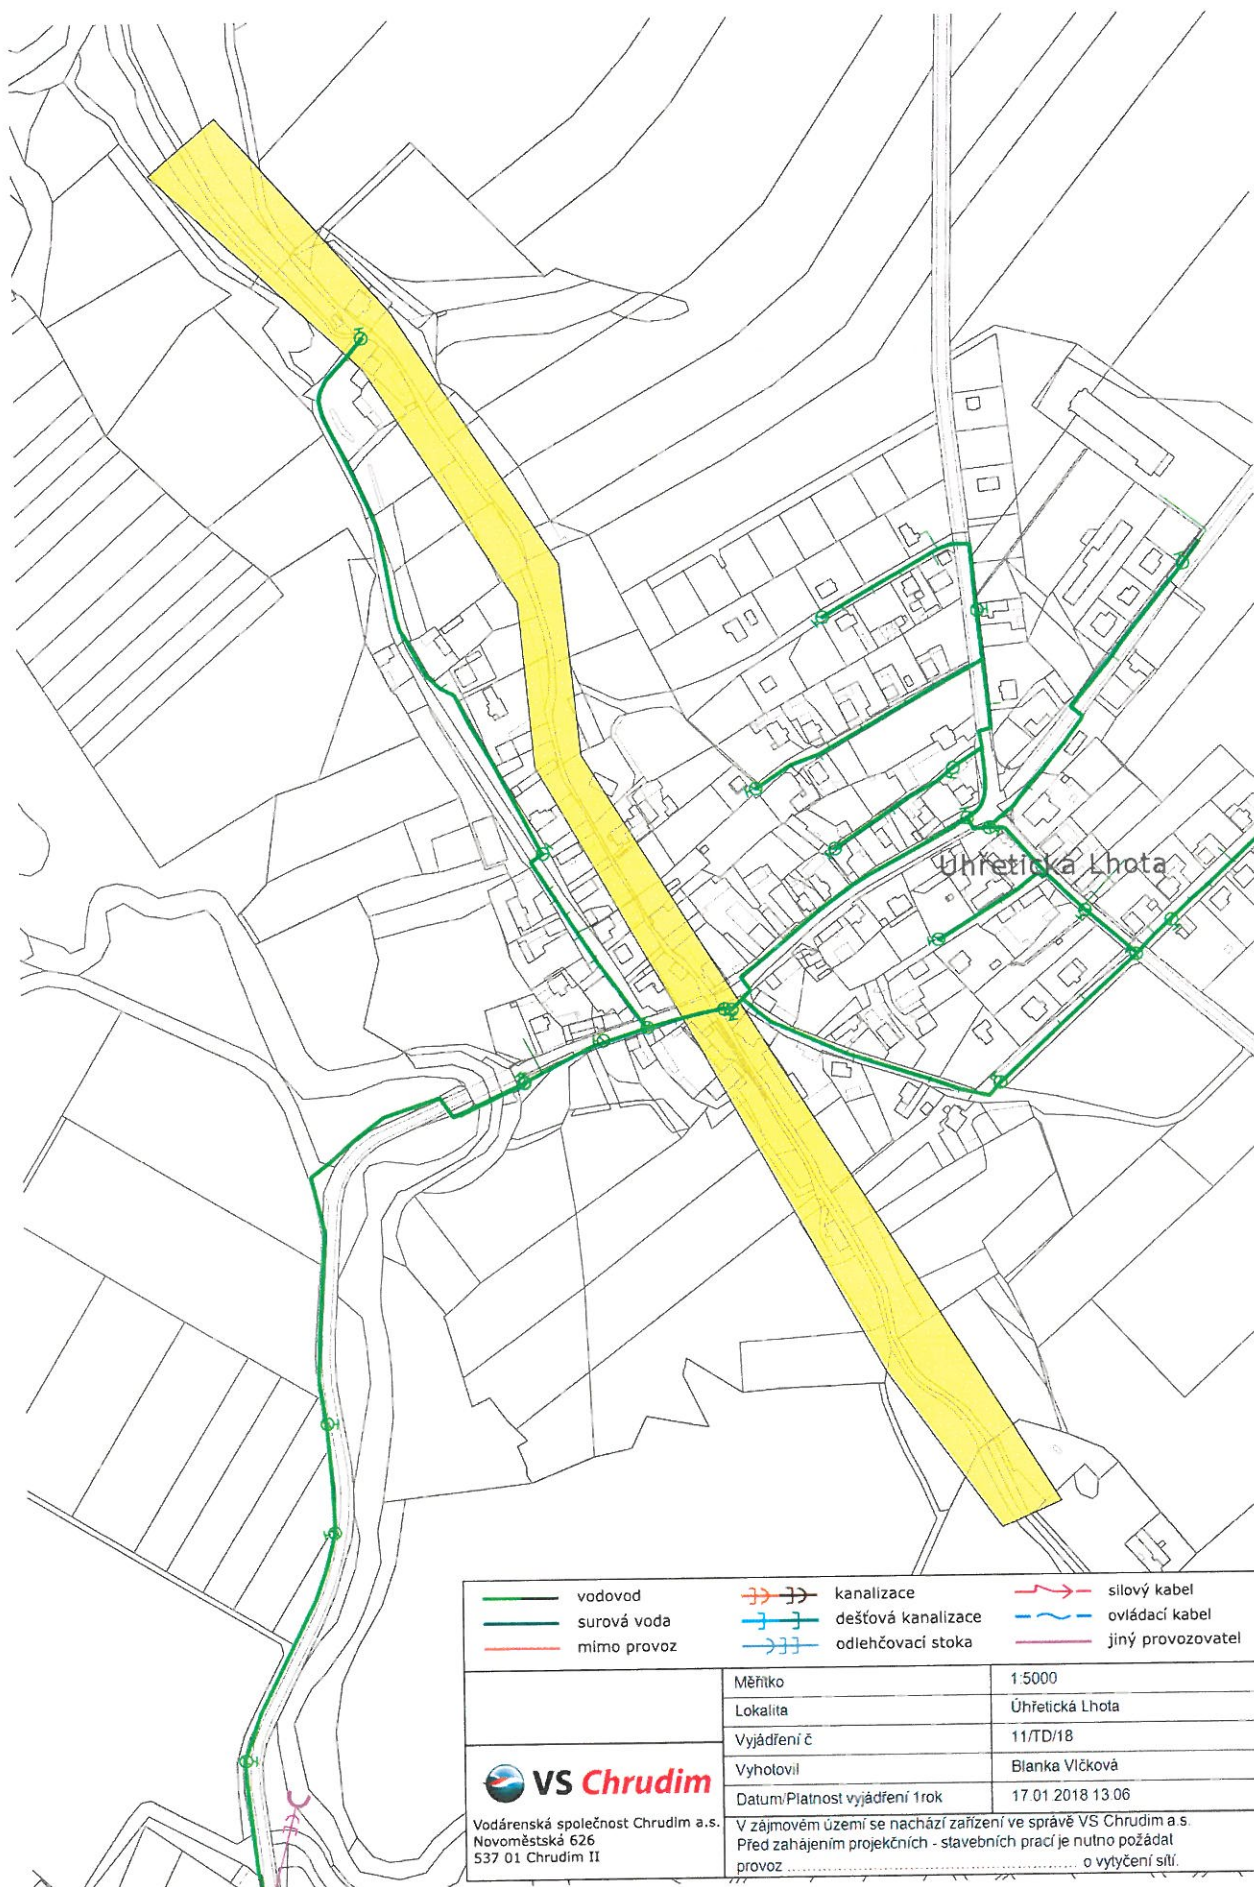 Úhřetická Lhota
vodovod
surová voda
mimo provoz
kanalizace
dešťová kanalizace
odlehčovací stoka
silový kabel
ovládací kabel
jiný provozovatel
Měřítko 1:5000
Lokalita Úhřetická Lhota
Vyjádření č 11/TD/18
Vyhotovil Blanka Vlčková
Datum/Platnost vyjádření 1rok 17.01.2018 13:06
VS Chrudim
Vodárenská společnost Chrudim a.s.
Novoměstská 626
537 01 Chrudim II
V zájmovém území se nachází zařízení ve správě VS Chrudim a.s.
Před zahájením projekčních - stavebních prací je nutno požádat
provoz ........................................................ o vytyčení sítí.